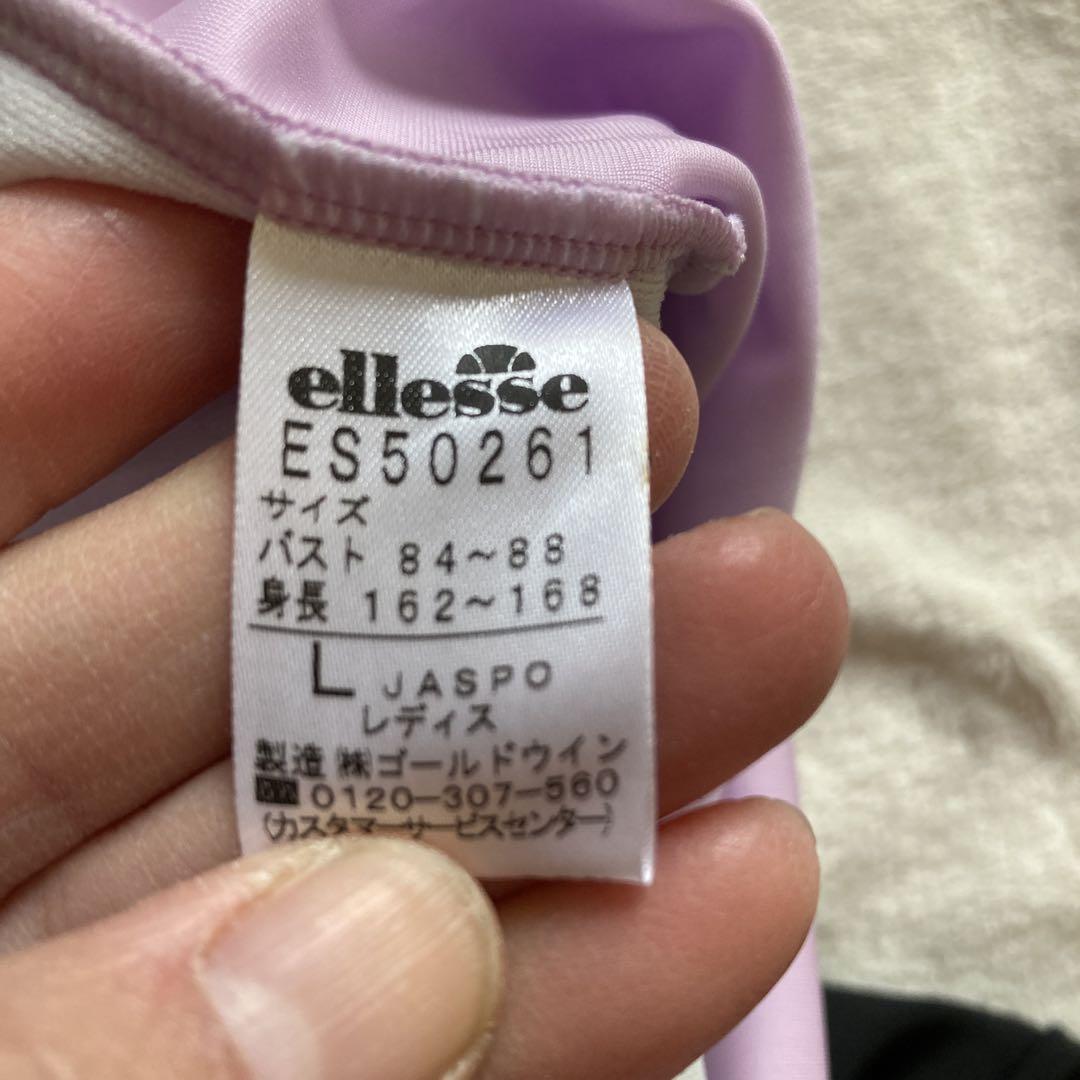 ellesse
ES50261
サイズ
バスト 84～88
身長 162～168
L JASPO
レディス
製造 ㈱ゴールドウイン
0120-307-560
(カスタマーサービスセンター)